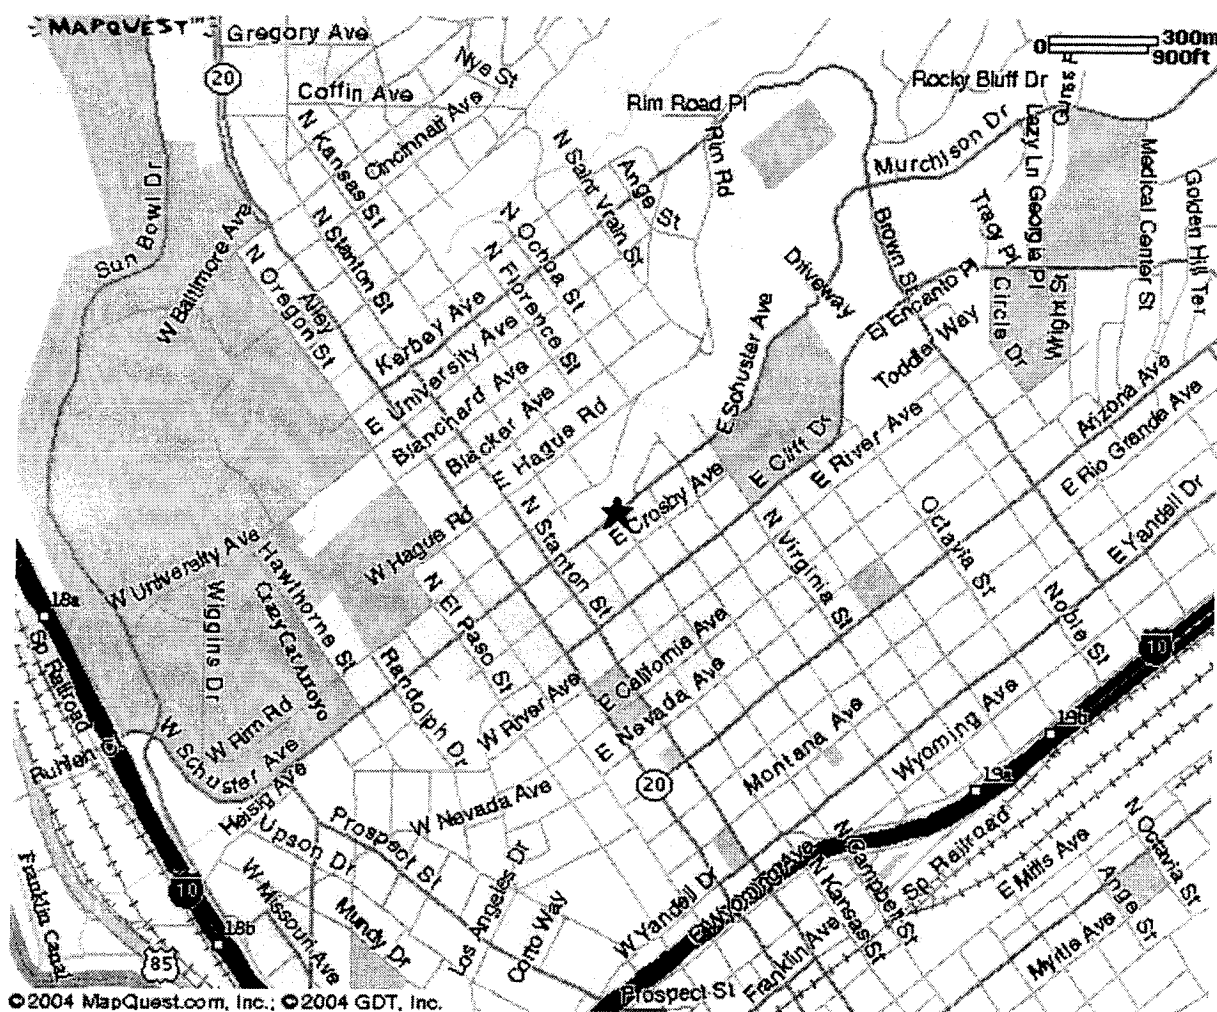 MAPQUEST™
Gregory Ave
20
Coffin Ave
Nye St
Cincinnati Ave
N Kansas St
N Stanton St
Sun Bowl Dr
W Baltimore Ave
N Oregon St
Alley
Kerbey Ave
E University Ave
Blanchard Ave
Blacker Ave
E Hague Rd
N Ochoa St
N Florence St
N Saint Vrain St
Ange St
Rim Road Pl
Rim Rd
0 300m
900ft
Rocky Bluff Dr
Murchison Dr
Lazy Ln
Georgia Pl
Tracy Pl
Medical Center St
Golden Hill Ter
Brown St
Driveway
El Encanto Pl
Circle Dr
Wright St
Toddler Way
E Schuster Ave
E Cliff Dr
E River Ave
Arizona Ave
E Rio Grande Ave
E Yandell Dr
E Crosby Ave
N Stanton St
N Virginia St
Octavia St
Noble St
W Hague Rd
W University Ave
Hawthorne St
Crazy Cat Arroyo
Wiggins Dr
N El Paso St
Randolph Dr
W Rim Rd
W Schuster Ave
W River Ave
E California Ave
E Nevada Ave
Montana Ave
Wyoming Ave
10
19b
19a
18a
Sp Railroad
Ruhlen
Heisig Ave
Upson Dr
Prospect St
W Nevada Ave
20
Los Angeles Dr
Mundy Dr
W Missouri Ave
10
18b
85
Franklin Canal
W Yandell Dr
E Wyoming Ave
N Kansas St
N Campbell St
Franklin Ave
Sp Railroad
E Mills Ave
N Octavia St
Ange St
Myrtle Ave
Prospect St
©2004 MapQuest.com, Inc.; ©2004 GDT, Inc.